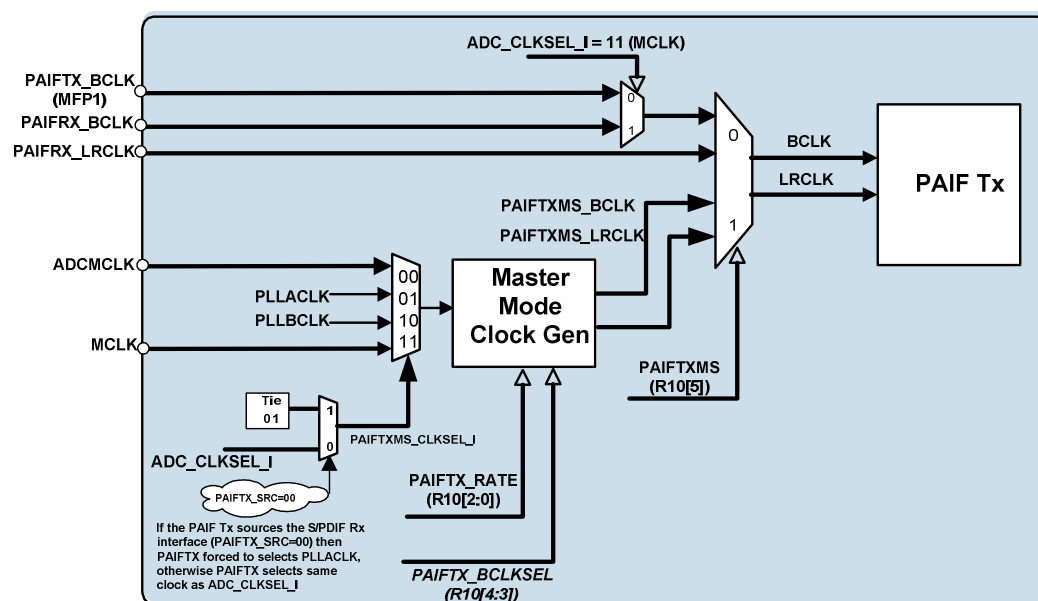 ADC_CLKSEL_I = 11 (MCLK)
PAIFTX_BCLK
(MFP1)
PAIFRX_BCLK
PAIFRX_LRCLK
0
1
0
1
BCLK
LRCLK
PAIF Tx
PAIFTXMS_BCLK
PAIFTXMS_LRCLK
ADCMCLK
PLLACLK
PLLBCLK
MCLK
00
01
10
11
Master
Mode
Clock Gen
PAIFTXMS
(R10[5])
Tie
01
1
0
PAIFTXMS_CLKSEL_I
ADC_CLKSEL_I
PAIFTX_SRC=00
PAIFTX_RATE
(R10[2:0])
If the PAIF Tx sources the S/PDIF Rx
interface (PAIFTX_SRC=00) then
PAIFTX forced to selects PLLACLK,
otherwise PAIFTX selects same
clock as ADC_CLKSEL_I
PAIFTX_BCLKSEL
(R10[4:3])